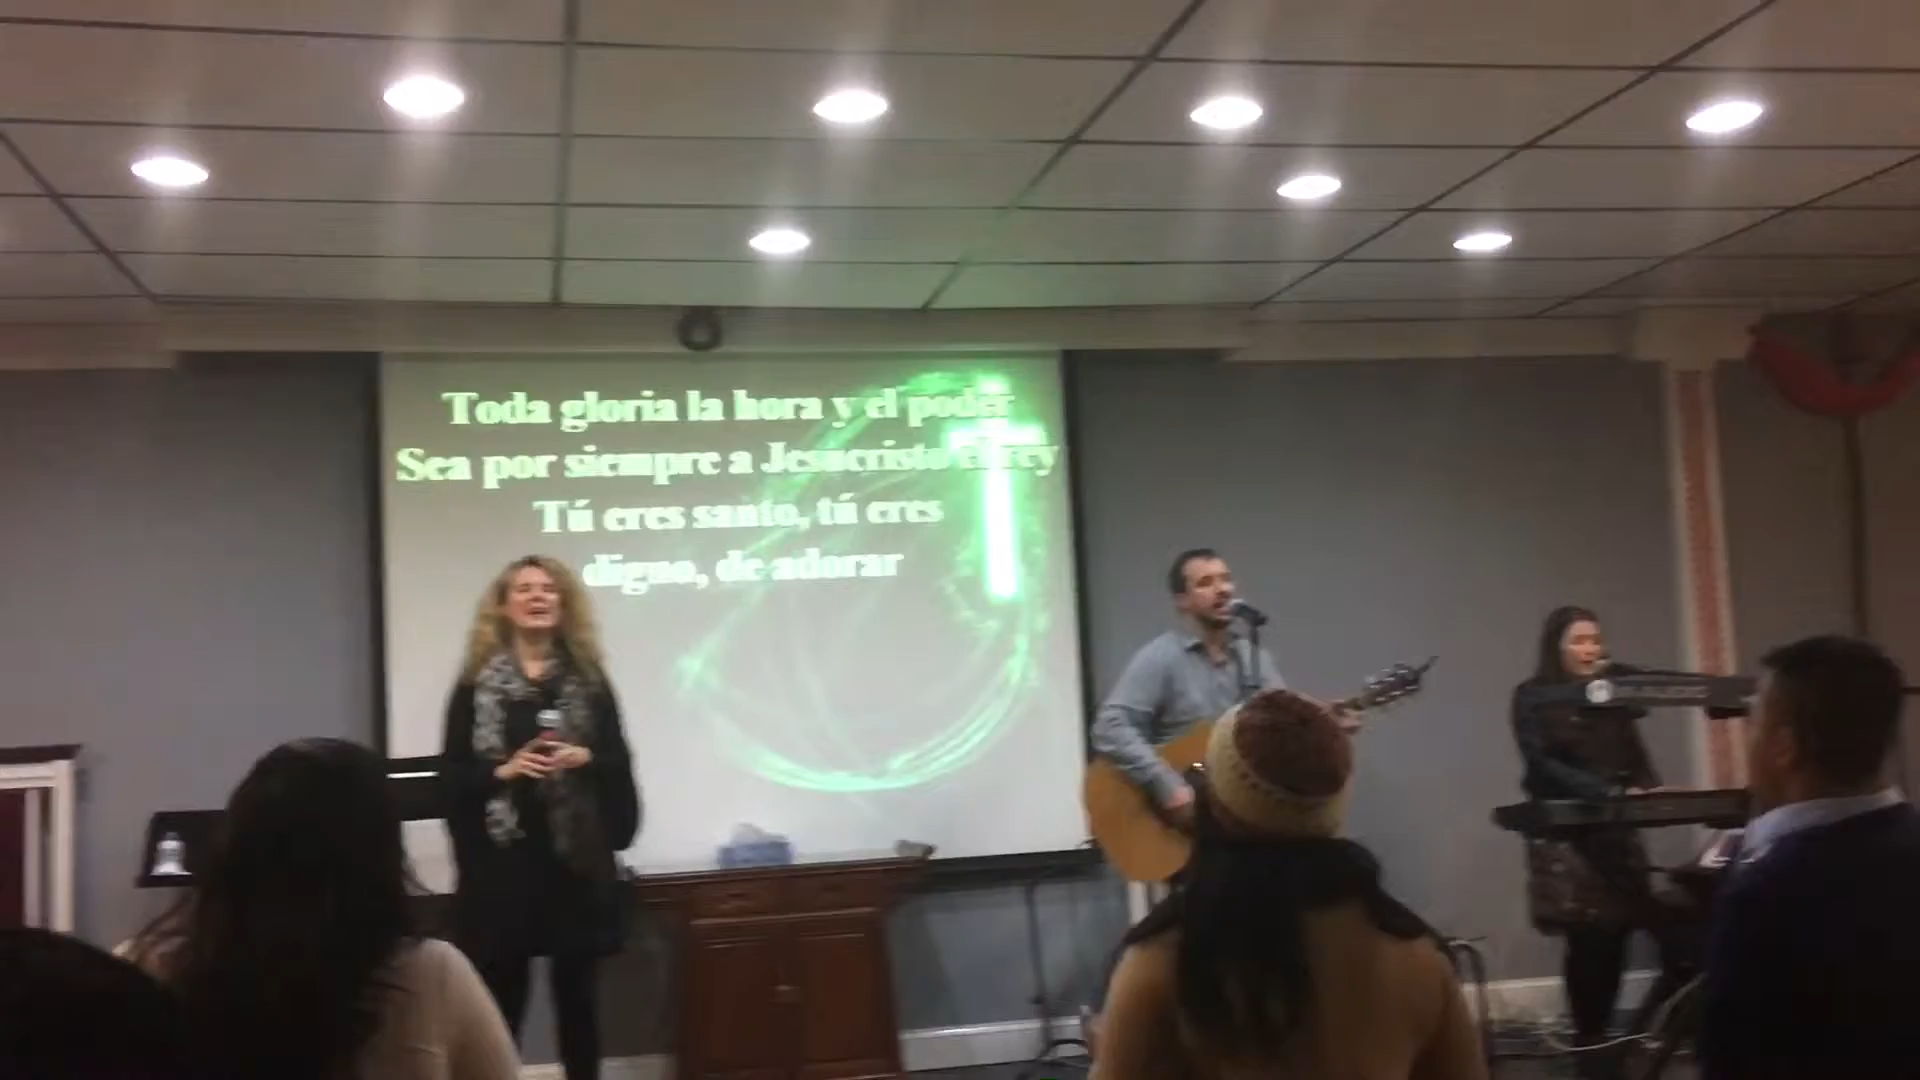 Toda gloria la hora y el poder
Sea por siempre a Jesucristo el rey
Tú eres santo, tú eres
digno, de adorar